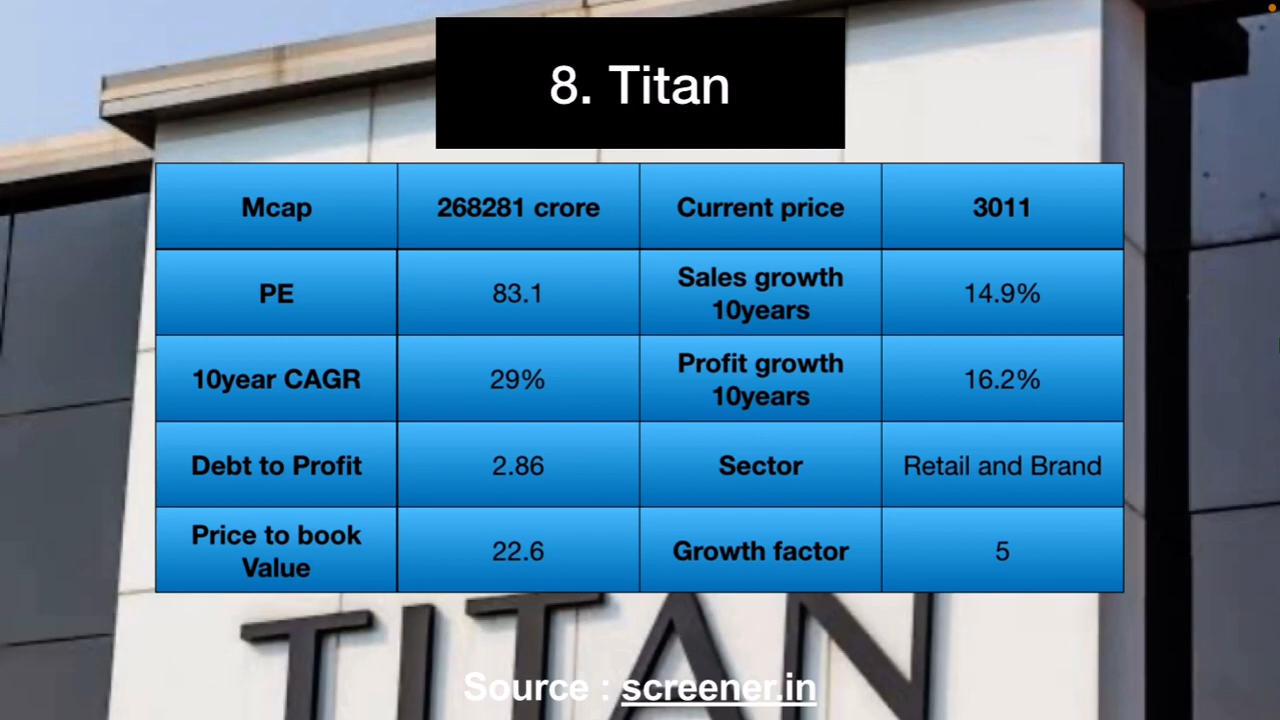 8. Titan
Mcap
268281 crore
Current price
3011
PE
83.1
Sales growth
10years
14.9%
10year CAGR
29%
Profit growth
10years
16.2%
Debt to Profit
2.86
Sector
Retail and Brand
Price to book
Value
22.6
Growth factor
5
TITAN
Source : screener.in